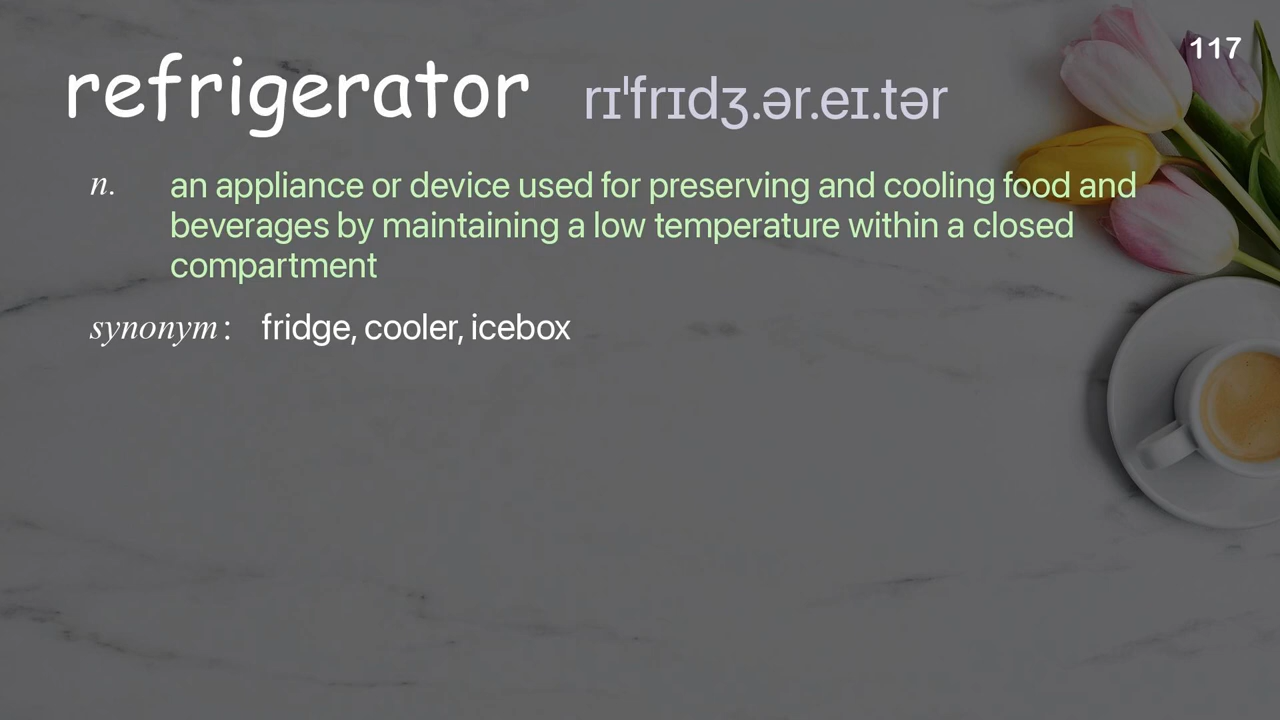 117
refrigerator rɪˈfrɪdʒ.ər.eɪ.tər
n. an appliance or device used for preserving and cooling food and
beverages by maintaining a low temperature within a closed
compartment
synonym: fridge, cooler, icebox